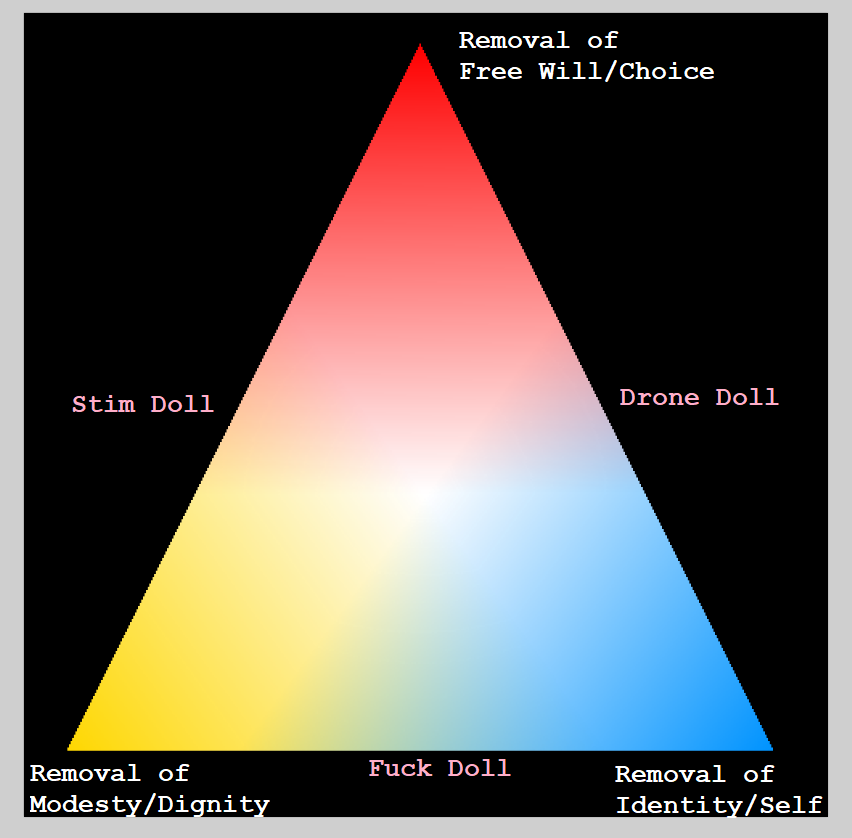 Removal of
Free Will/Choice
Stim Doll
Drone Doll
Fuck Doll
Removal of
Modesty/Dignity
Removal of
Identity/Self